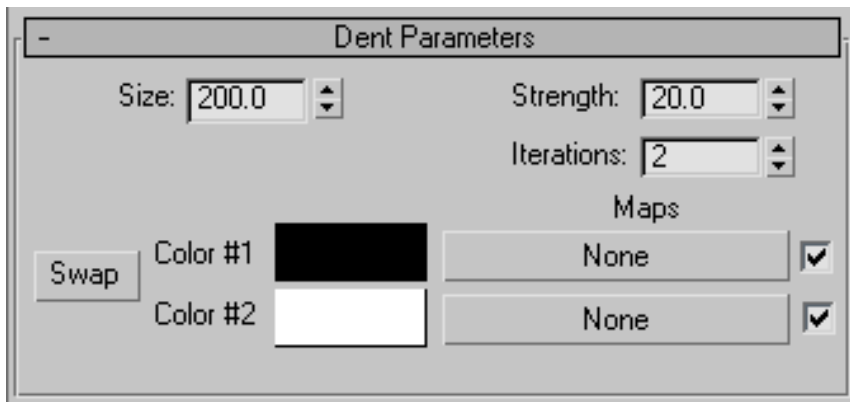 - Dent Parameters
Size: 200.0 Strength: 20.0
Iterations: 2
Maps
Swap Color #1 None
Color #2 None